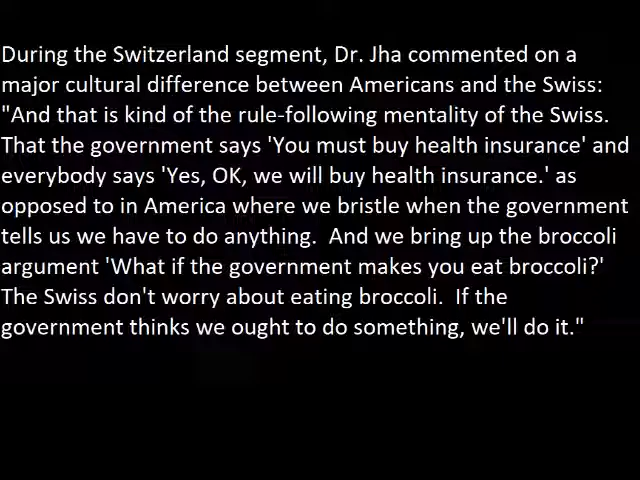 During the Switzerland segment, Dr. Jha commented on a
major cultural difference between Americans and the Swiss:
"And that is kind of the rule-following mentality of the Swiss.
That the government says 'You must buy health insurance' and
everybody says 'Yes, OK, we will buy health insurance.' as
opposed to in America where we bristle when the government
tells us we have to do anything.  And we bring up the broccoli
argument 'What if the government makes you eat broccoli?'
The Swiss don't worry about eating broccoli.  If the
government thinks we ought to do something, we'll do it."